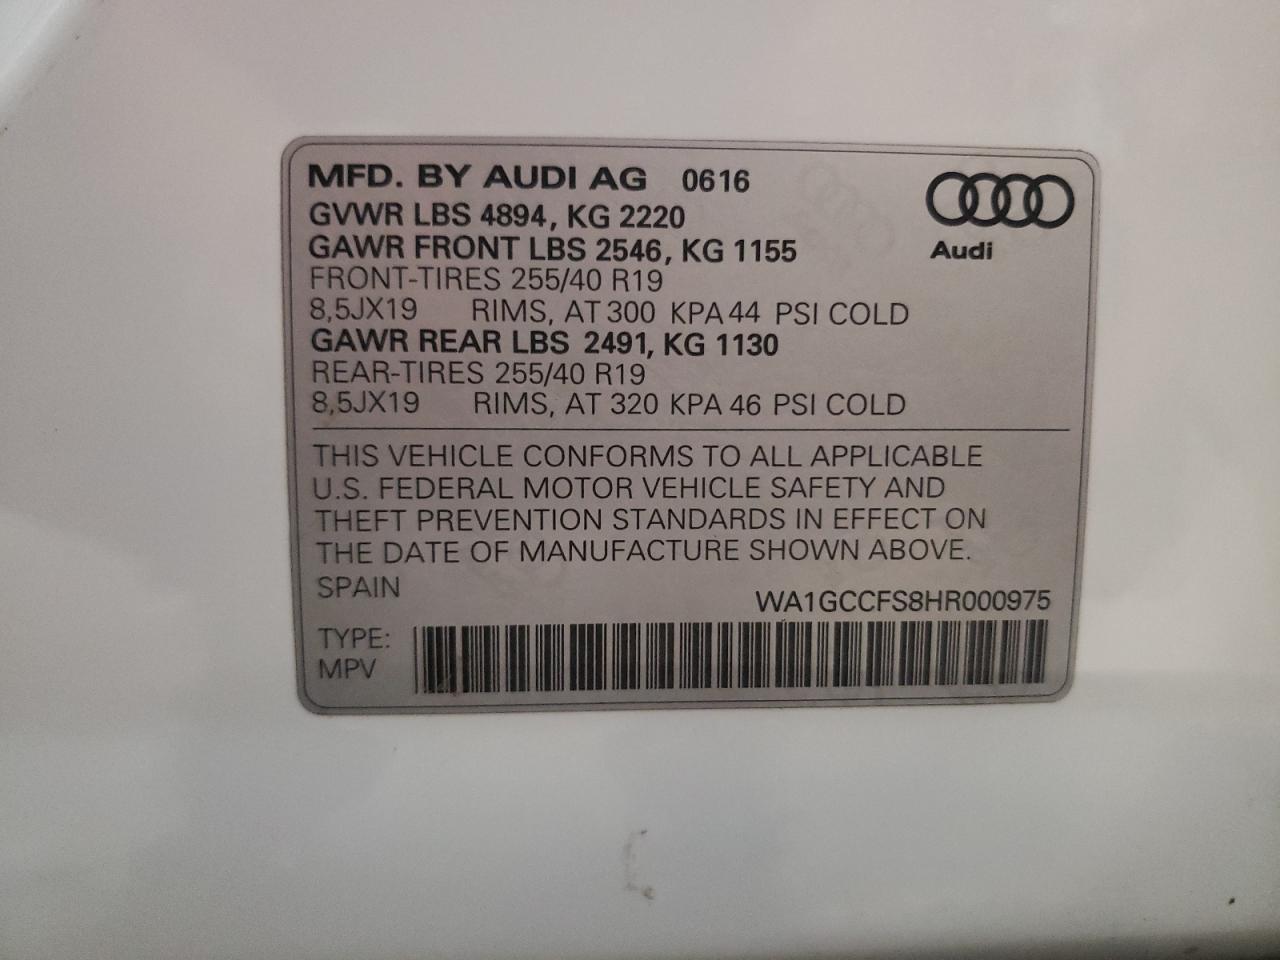 MFD. BY AUDI AG 0616
GVWR LBS 4894, KG 2220
GAWR FRONT LBS 2546, KG 1155
Audi
FRONT-TIRES 255/40 R19
8,5JX19 RIMS, AT 300 KPA 44 PSI COLD
GAWR REAR LBS 2491, KG 1130
REAR-TIRES 255/40 R19
8,5JX19 RIMS, AT 320 KPA 46 PSI COLD
THIS VEHICLE CONFORMS TO ALL APPLICABLE
U.S. FEDERAL MOTOR VEHICLE SAFETY AND
THEFT PREVENTION STANDARDS IN EFFECT ON
THE DATE OF MANUFACTURE SHOWN ABOVE.
SPAIN
WA1GCCFS8HR000975
TYPE:
MPV